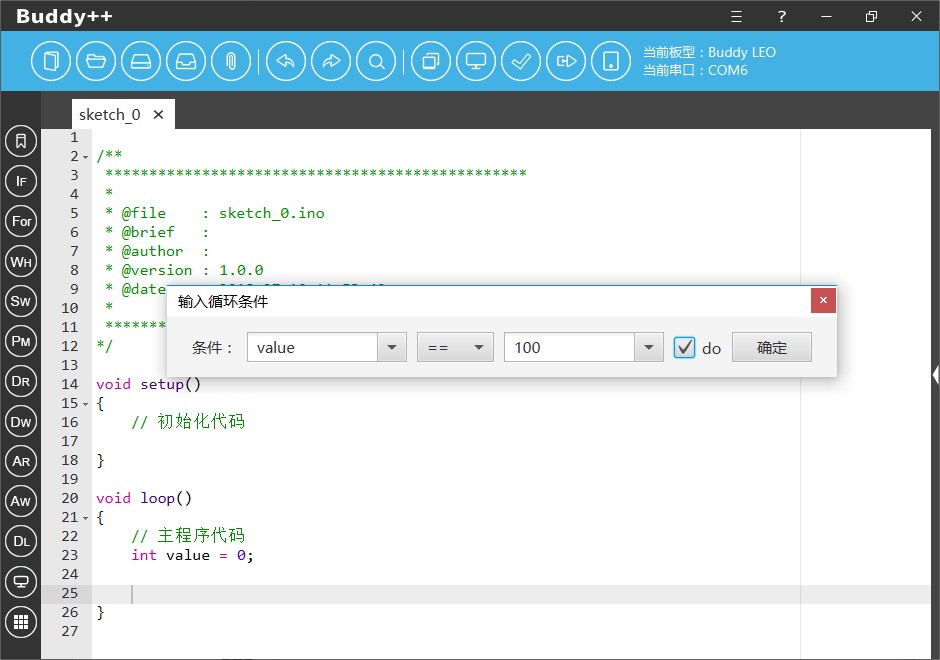 Buddy++
?
当前板型：Buddy LEO
当前串口：COM6
sketch_0
IF
For
WH
SW
PM
DR
DW
AR
AW
DL
1
2 /**
3 ************************************************
4 *
5 * @file    : sketch_0.ino
6 * @brief   :
7 * @author  :
8 * @version : 1.0.0
9 * @date
10 *
11 *******
12 */
13
14 void setup()
15 {
16 // 初始化代码
17
18 }
19
20 void loop()
21 {
22 // 主程序代码
23 int value = 0;
24
25
26 }
27
输入循环条件
条件： value == 100 do 确定